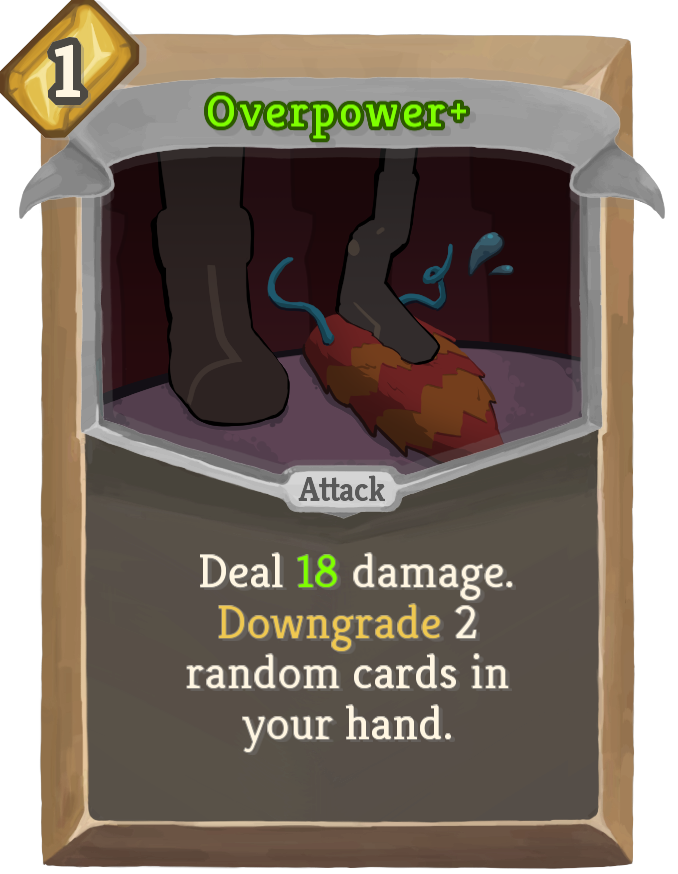 1
Overpower+
Attack
Deal 18 damage.
Downgrade 2
random cards in
your hand.